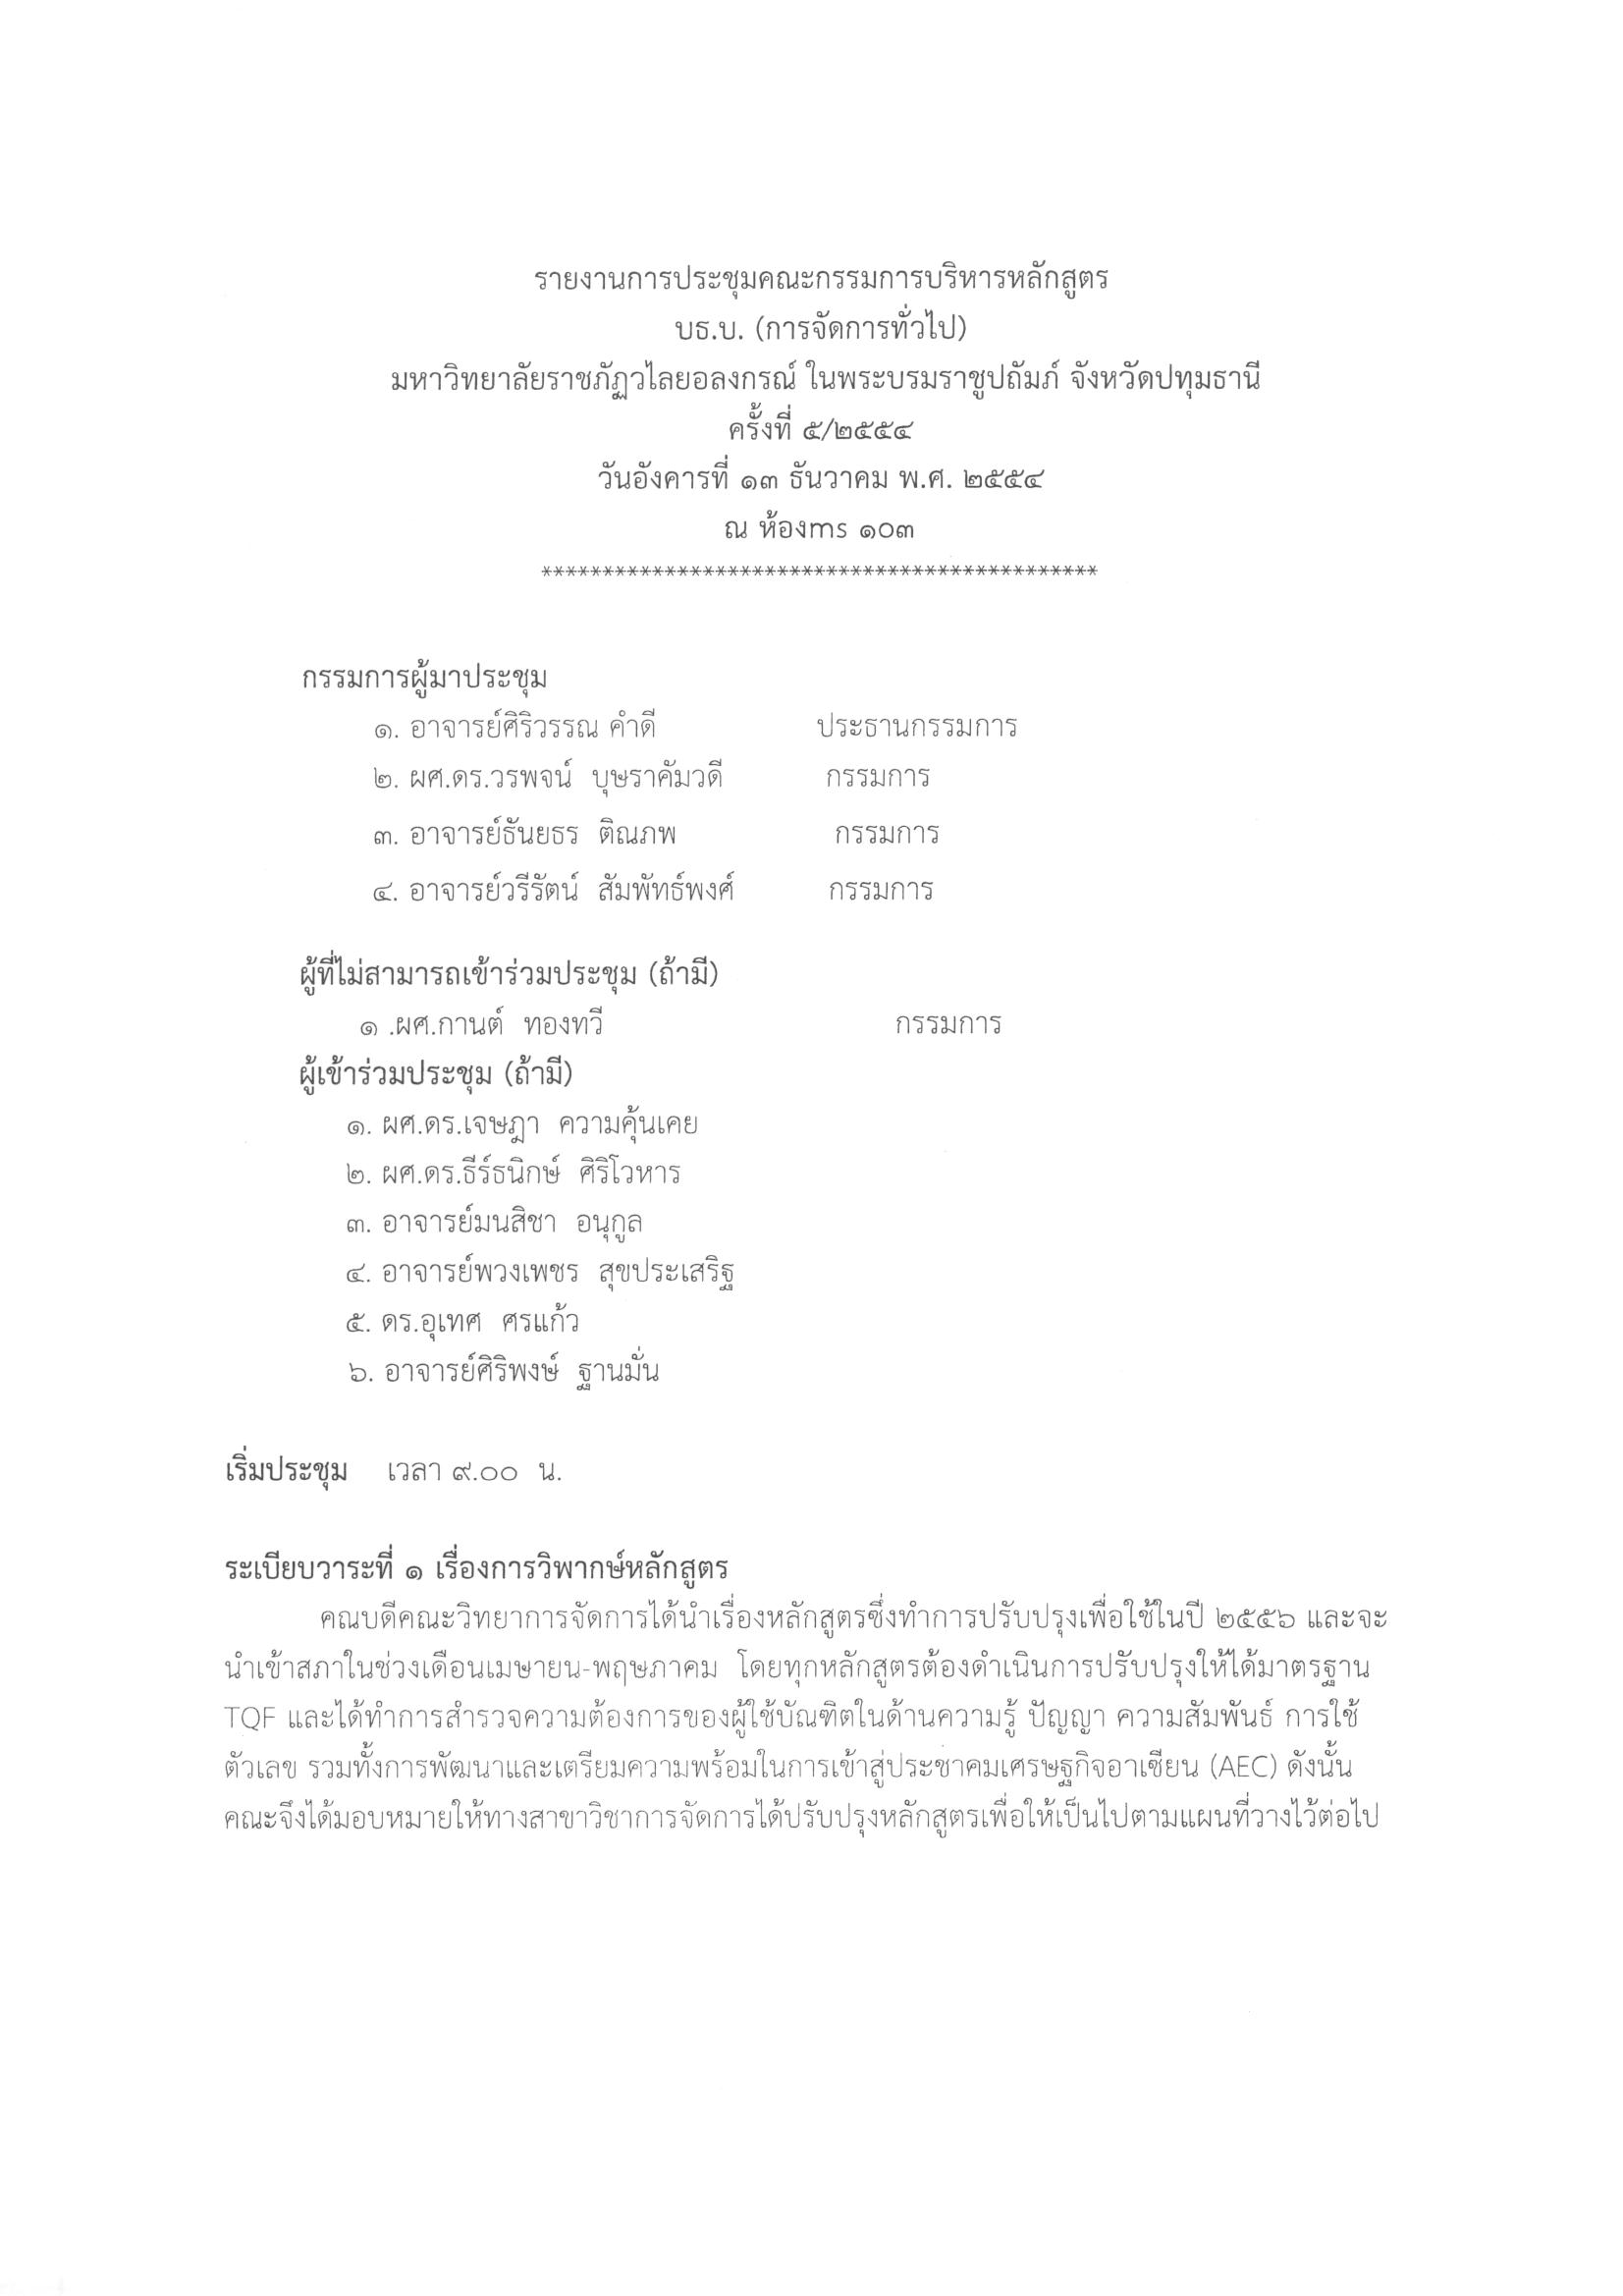 รายงานการประชุมคณะกรรมการบริหารหลักสูตร
บธ.บ. (การจัดการทั่วไป)
มหาวิทยาลัยราชภัฏวไลยอลงกรณ์ ในพระบรมราชูปถัมภ์ จังหวัดปทุมธานี
ครั้งที่ ๕/๒๕๕๔
วันอังคารที่ ๑๓ ธันวาคม พ.ศ. ๒๕๕๔
ณ ห้องms ๑๐๓
*********************************************
กรรมการผู้มาประชุม
๑. อาจารย์ศิริวรรณ คำดี ประธานกรรมการ
๒. ผศ.ดร.วรพจน์ บุษราคัมวดี กรรมการ
๓. อาจารย์ธันยธร ติณภพ กรรมการ
๔. อาจารย์วรีรัตน์ สัมพัทธ์พงศ์ กรรมการ
ผู้ที่ไม่สามารถเข้าร่วมประชุม (ถ้ามี)
๑ .ผศ.กานต์ ทองทวี กรรมการ
ผู้เข้าร่วมประชุม (ถ้ามี)
๑. ผศ.ดร.เจษฎา ความคุ้นเคย
๒. ผศ.ดร.ธีร์ธนิกษ์ ศิริโวหาร
๓. อาจารย์มนสิชา อนุกูล
๔. อาจารย์พวงเพชร สุขประเสริฐ
๕. ดร.อุเทศ ศรแก้ว
๖. อาจารย์ศิริพงษ์ ฐานมั่น
เริ่มประชุม เวลา ๙.๐๐ น.
ระเบียบวาระที่ ๑ เรื่องการวิพากษ์หลักสูตร
คณบดีคณะวิทยาการจัดการได้นำเรื่องหลักสูตรซึ่งทำการปรับปรุงเพื่อใช้ในปี ๒๕๕๖ และจะ
นำเข้าสภาในช่วงเดือนเมษายน-พฤษภาคม โดยทุกหลักสูตรต้องดำเนินการปรับปรุงให้ได้มาตรฐาน
TQF และได้ทำการสำรวจความต้องการของผู้ใช้บัณฑิตในด้านความรู้ ปัญญา ความสัมพันธ์ การใช้
ตัวเลข รวมทั้งการพัฒนาและเตรียมความพร้อมในการเข้าสู่ประชาคมเศรษฐกิจอาเซียน (AEC) ดังนั้น
คณะจึงได้มอบหมายให้ทางสาขาวิชาการจัดการได้ปรับปรุงหลักสูตรเพื่อให้เป็นไปตามแผนที่วางไว้ต่อไป